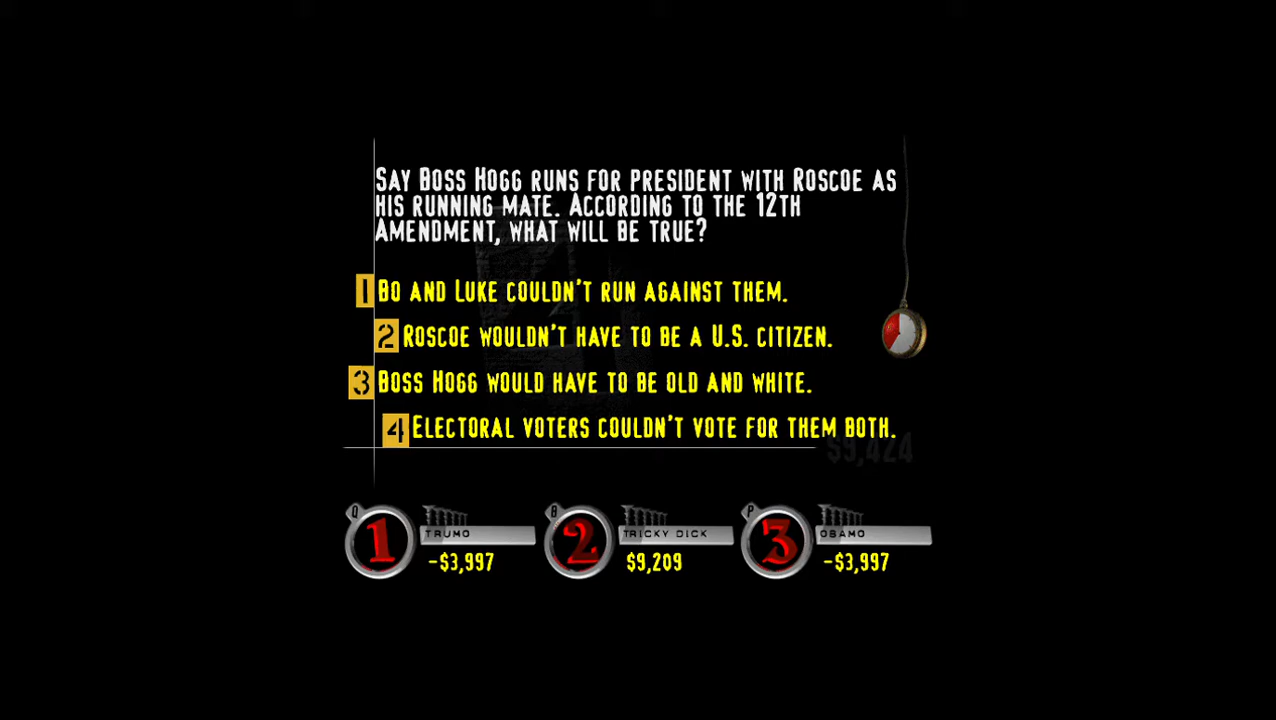 Say Boss Hogg runs for president with Roscoe as
his running mate. According to the 12th
Amendment, what will be true?
1 Bo and Luke couldn't run against them.
2 Roscoe wouldn't have to be a U.S. citizen.
3 Boss Hogg would have to be old and white.
4 Electoral voters couldn't vote for them both.
$9,424
Q 1 TRUMO
-$3,997
B 2 TRICKY DICK
$9,209
P 3 OBAMO
-$3,997